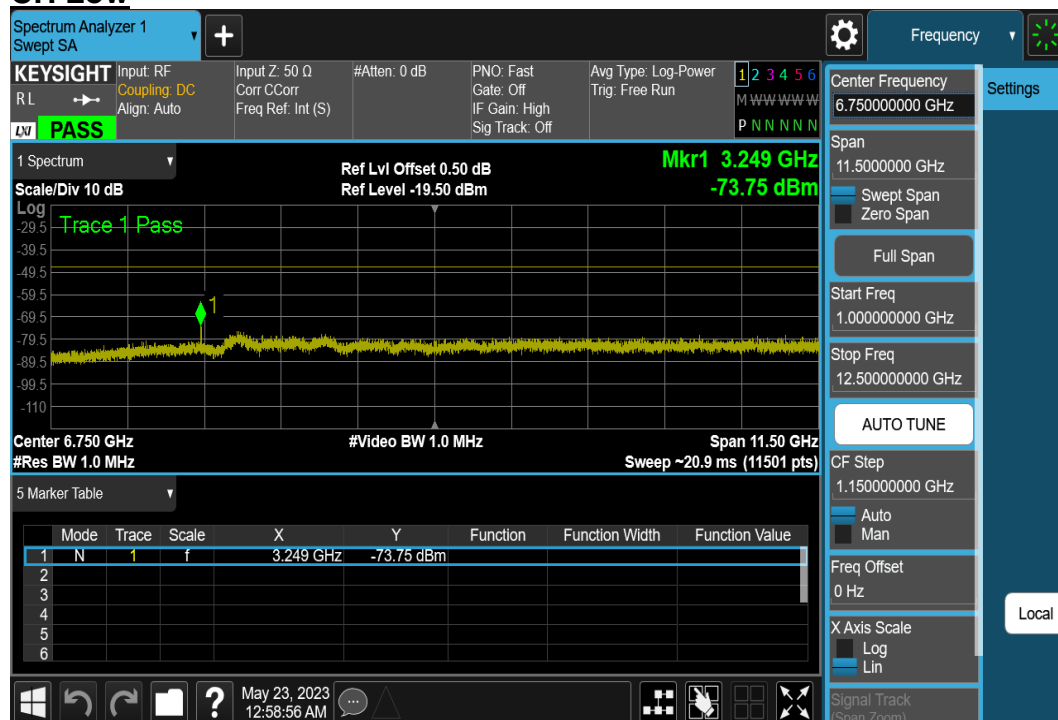 Spectrum Analyzer 1
Swept SA
Frequency
KEYSIGHT
RL
LXI
PASS
Input: RF
Coupling: DC
Align: Auto
Input Z: 50 Ω
Corr CCorr
Freq Ref: Int (S)
#Atten: 0 dB
PNO: Fast
Gate: Off
IF Gain: High
Sig Track: Off
Avg Type: Log-Power
Trig: Free Run
1 2 3 4 5 6
M W W W W W
P N N N N N
1 Spectrum
Scale/Div 10 dB
Ref Lvl Offset 0.50 dB
Ref Level -19.50 dBm
Mkr1 3.249 GHz
-73.75 dBm
Log
Trace 1 Pass
-29.5
-39.5
-49.5
-59.5
-69.5
-79.5
-89.5
-99.5
-110
1
Center 6.750 GHz
#Video BW 1.0 MHz
Span 11.50 GHz
#Res BW 1.0 MHz
Sweep ~20.9 ms (11501 pts)
5 Marker Table
Mode Trace Scale X Y Function Function Width Function Value
1 N 1 f 3.249 GHz -73.75 dBm
2
3
4
5
6
May 23, 2023
12:58:56 AM
Center Frequency
6.750000000 GHz
Span
11.5000000 GHz
Swept Span
Zero Span
Full Span
Start Freq
1.000000000 GHz
Stop Freq
12.500000000 GHz
AUTO TUNE
CF Step
1.150000000 GHz
Auto
Man
Freq Offset
0 Hz
X Axis Scale
Log
Lin
Signal Track
(Span Zoom)
Settings
Local